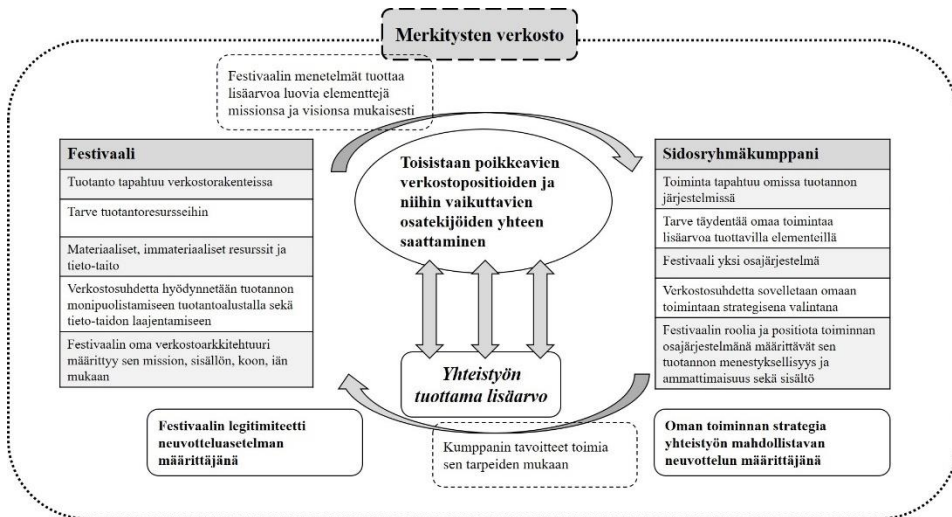 Merkitysten verkosto
Festivaalin menetelmät tuottaa
lisäarvoa luovia elementtejä
missionsa ja visionsa mukaisesti
Festivaali
Tuotanto tapahtuu verkostorakenteissa
Tarve tuotantoresursseihin
Materiaaliset, immateriaaliset resurssit ja
tieto-taito
Verkostosuhdetta hyödynnetään tuotannon
monipuolistamiseen tuotantoalustalla sekä
tieto-taidon laajentamiseen
Festivaalin oma verkostoarkkitehtuuri
määrittyy sen mission, sisällön, koon, iän
mukaan
Toisistaan poikkeavien
verkostopositioiden ja
niihin vaikuttavien
osatekijöiden yhteen
saattaminen
Sidosryhmäkumppani
Toiminta tapahtuu omissa tuotannon
järjestelmissä
Tarve täydentää omaa toimintaa
lisäarvoa tuottavilla elementeillä
Festivaali yksi osajärjestelmä
Verkostosuhdetta sovelletaan omaan
toimintaan strategisena valintana
Festivaalin roolia ja positiota toiminnan
osajärjestelmänä määrittävät sen
tuotannon menestyksellisyys ja
ammattimaisuus sekä sisältö
Yhteistyön
tuottama lisäarvo
Festivaalin legitimiteetti
neuvotteluasetelman
määrittäjänä
Kumppanin tavoitteet toimia
sen tarpeiden mukaan
Oman toiminnan strategia
yhteistyön mahdollistavan
neuvottelun määrittäjänä